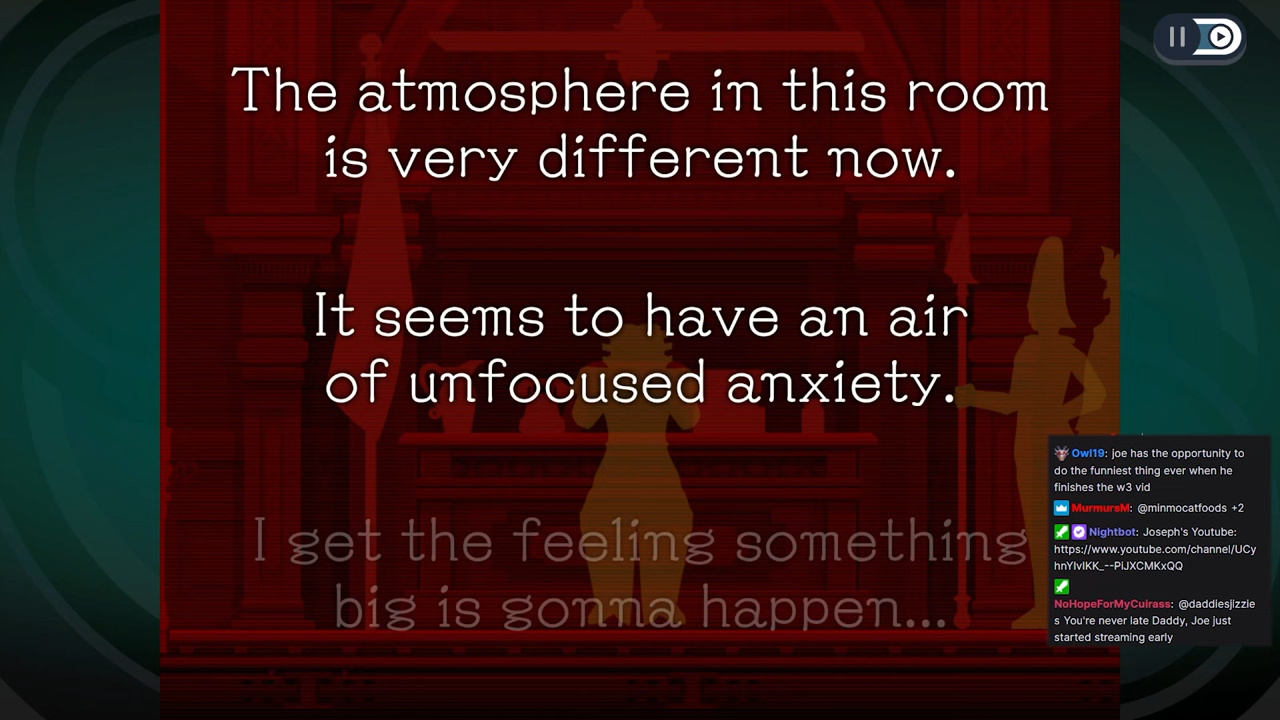 The atmosphere in this room
is very different now.
It seems to have an air
of unfocused anxiety.
I get the feeling something
big is gonna happen...
Owl19: joe has the opportunity to
do the funniest thing ever when he
finishes the w3 vid
MurmursM: @minmocatfoods +2
Nightbot: Joseph's Youtube:
https://www.youtube.com/channel/UCy
hnYIvIKK_--PiJXCMKxQQ
NoHopeForMyCuirass: @daddiesjizzie
s You're never late Daddy, Joe just
started streaming early